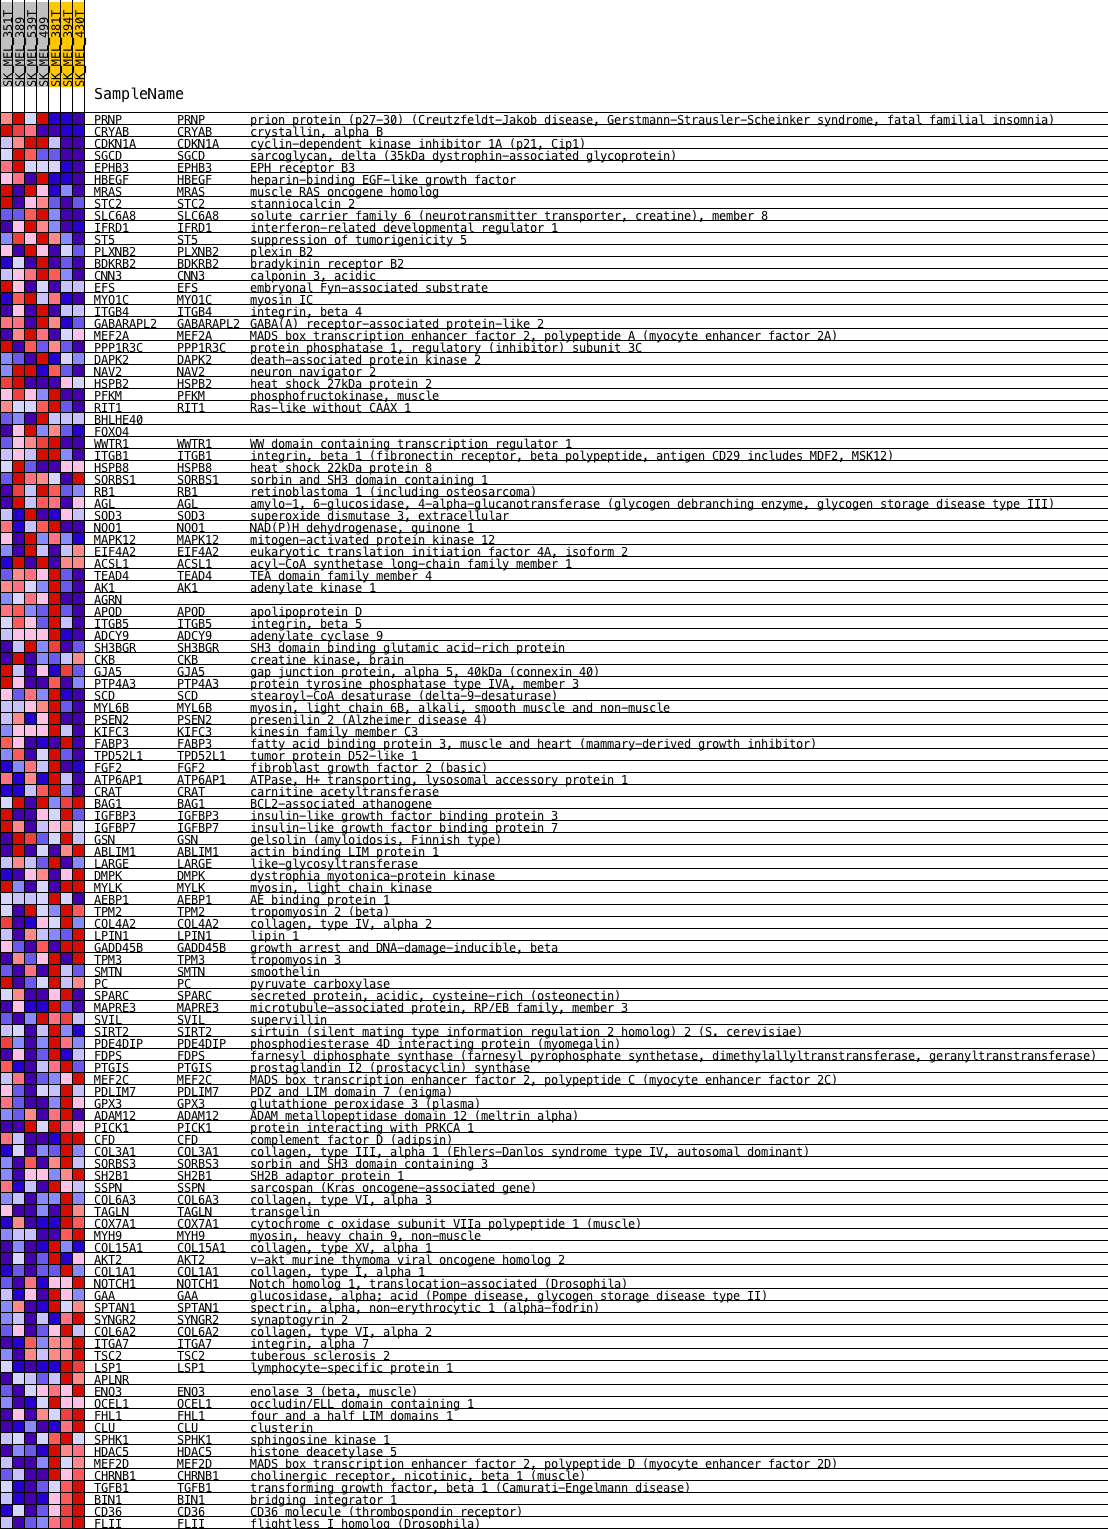 SK_MEL_351T
SK_MEL_389
SK_MEL_539T
SK_MEL_499
SK_MEL_381T
SK_MEL_394T
SK_MEL_430T
SampleName
PRNP PRNP prion protein (p27-30) (Creutzfeldt-Jakob disease, Gerstmann-Strausler-Scheinker syndrome, fatal familial insomnia)
CRYAB CRYAB crystallin, alpha B
CDKN1A CDKN1A cyclin-dependent kinase inhibitor 1A (p21, Cip1)
SGCD SGCD sarcoglycan, delta (35kDa dystrophin-associated glycoprotein)
EPHB3 EPHB3 EPH receptor B3
HBEGF HBEGF heparin-binding EGF-like growth factor
MRAS MRAS muscle RAS oncogene homolog
STC2 STC2 stanniocalcin 2
SLC6A8 SLC6A8 solute carrier family 6 (neurotransmitter transporter, creatine), member 8
IFRD1 IFRD1 interferon-related developmental regulator 1
ST5 ST5 suppression of tumorigenicity 5
PLXNB2 PLXNB2 plexin B2
BDKRB2 BDKRB2 bradykinin receptor B2
CNN3 CNN3 calponin 3, acidic
EFS EFS embryonal Fyn-associated substrate
MYO1C MYO1C myosin IC
ITGB4 ITGB4 integrin, beta 4
GABARAPL2 GABARAPL2 GABA(A) receptor-associated protein-like 2
MEF2A MEF2A MADS box transcription enhancer factor 2, polypeptide A (myocyte enhancer factor 2A)
PPP1R3C PPP1R3C protein phosphatase 1, regulatory (inhibitor) subunit 3C
DAPK2 DAPK2 death-associated protein kinase 2
NAV2 NAV2 neuron navigator 2
HSPB2 HSPB2 heat shock 27kDa protein 2
PFKM PFKM phosphofructokinase, muscle
RIT1 RIT1 Ras-like without CAAX 1
BHLHE40
FOXO4
WWTR1 WWTR1 WW domain containing transcription regulator 1
ITGB1 ITGB1 integrin, beta 1 (fibronectin receptor, beta polypeptide, antigen CD29 includes MDF2, MSK12)
HSPB8 HSPB8 heat shock 22kDa protein 8
SORBS1 SORBS1 sorbin and SH3 domain containing 1
RB1 RB1 retinoblastoma 1 (including osteosarcoma)
AGL AGL amylo-1, 6-glucosidase, 4-alpha-glucanotransferase (glycogen debranching enzyme, glycogen storage disease type III)
SOD3 SOD3 superoxide dismutase 3, extracellular
NQO1 NQO1 NAD(P)H dehydrogenase, quinone 1
MAPK12 MAPK12 mitogen-activated protein kinase 12
EIF4A2 EIF4A2 eukaryotic translation initiation factor 4A, isoform 2
ACSL1 ACSL1 acyl-CoA synthetase long-chain family member 1
TEAD4 TEAD4 TEA domain family member 4
AK1 AK1 adenylate kinase 1
AGRN
APOD APOD apolipoprotein D
ITGB5 ITGB5 integrin, beta 5
ADCY9 ADCY9 adenylate cyclase 9
SH3BGR SH3BGR SH3 domain binding glutamic acid-rich protein
CKB CKB creatine kinase, brain
GJA5 GJA5 gap junction protein, alpha 5, 40kDa (connexin 40)
PTP4A3 PTP4A3 protein tyrosine phosphatase type IVA, member 3
SCD SCD stearoyl-CoA desaturase (delta-9-desaturase)
MYL6B MYL6B myosin, light chain 6B, alkali, smooth muscle and non-muscle
PSEN2 PSEN2 presenilin 2 (Alzheimer disease 4)
KIFC3 KIFC3 kinesin family member C3
FABP3 FABP3 fatty acid binding protein 3, muscle and heart (mammary-derived growth inhibitor)
TPD52L1 TPD52L1 tumor protein D52-like 1
FGF2 FGF2 fibroblast growth factor 2 (basic)
ATP6AP1 ATP6AP1 ATPase, H+ transporting, lysosomal accessory protein 1
CRAT CRAT carnitine acetyltransferase
BAG1 BAG1 BCL2-associated athanogene
IGFBP3 IGFBP3 insulin-like growth factor binding protein 3
IGFBP7 IGFBP7 insulin-like growth factor binding protein 7
GSN GSN gelsolin (amyloidosis, Finnish type)
ABLIM1 ABLIM1 actin binding LIM protein 1
LARGE LARGE like-glycosyltransferase
DMPK DMPK dystrophia myotonica-protein kinase
MYLK MYLK myosin, light chain kinase
AEBP1 AEBP1 AE binding protein 1
TPM2 TPM2 tropomyosin 2 (beta)
COL4A2 COL4A2 collagen, type IV, alpha 2
LPIN1 LPIN1 lipin 1
GADD45B GADD45B growth arrest and DNA-damage-inducible, beta
TPM3 TPM3 tropomyosin 3
SMTN SMTN smoothelin
PC PC pyruvate carboxylase
SPARC SPARC secreted protein, acidic, cysteine-rich (osteonectin)
MAPRE3 MAPRE3 microtubule-associated protein, RP/EB family, member 3
SVIL SVIL supervillin
SIRT2 SIRT2 sirtuin (silent mating type information regulation 2 homolog) 2 (S. cerevisiae)
PDE4DIP PDE4DIP phosphodiesterase 4D interacting protein (myomegalin)
FDPS FDPS farnesyl diphosphate synthase (farnesyl pyrophosphate synthetase, dimethylallyltranstransferase, geranyltranstransferase)
PTGIS PTGIS prostaglandin I2 (prostacyclin) synthase
MEF2C MEF2C MADS box transcription enhancer factor 2, polypeptide C (myocyte enhancer factor 2C)
PDLIM7 PDLIM7 PDZ and LIM domain 7 (enigma)
GPX3 GPX3 glutathione peroxidase 3 (plasma)
ADAM12 ADAM12 ADAM metallopeptidase domain 12 (meltrin alpha)
PICK1 PICK1 protein interacting with PRKCA 1
CFD CFD complement factor D (adipsin)
COL3A1 COL3A1 collagen, type III, alpha 1 (Ehlers-Danlos syndrome type IV, autosomal dominant)
SORBS3 SORBS3 sorbin and SH3 domain containing 3
SH2B1 SH2B1 SH2B adaptor protein 1
SSPN SSPN sarcospan (Kras oncogene-associated gene)
COL6A3 COL6A3 collagen, type VI, alpha 3
TAGLN TAGLN transgelin
COX7A1 COX7A1 cytochrome c oxidase subunit VIIa polypeptide 1 (muscle)
MYH9 MYH9 myosin, heavy chain 9, non-muscle
COL15A1 COL15A1 collagen, type XV, alpha 1
AKT2 AKT2 v-akt murine thymoma viral oncogene homolog 2
COL1A1 COL1A1 collagen, type I, alpha 1
NOTCH1 NOTCH1 Notch homolog 1, translocation-associated (Drosophila)
GAA GAA glucosidase, alpha; acid (Pompe disease, glycogen storage disease type II)
SPTAN1 SPTAN1 spectrin, alpha, non-erythrocytic 1 (alpha-fodrin)
SYNGR2 SYNGR2 synaptogyrin 2
COL6A2 COL6A2 collagen, type VI, alpha 2
ITGA7 ITGA7 integrin, alpha 7
TSC2 TSC2 tuberous sclerosis 2
LSP1 LSP1 lymphocyte-specific protein 1
APLNR
ENO3 ENO3 enolase 3 (beta, muscle)
OCEL1 OCEL1 occludin/ELL domain containing 1
FHL1 FHL1 four and a half LIM domains 1
CLU CLU clusterin
SPHK1 SPHK1 sphingosine kinase 1
HDAC5 HDAC5 histone deacetylase 5
MEF2D MEF2D MADS box transcription enhancer factor 2, polypeptide D (myocyte enhancer factor 2D)
CHRNB1 CHRNB1 cholinergic receptor, nicotinic, beta 1 (muscle)
TGFB1 TGFB1 transforming growth factor, beta 1 (Camurati-Engelmann disease)
BIN1 BIN1 bridging integrator 1
CD36 CD36 CD36 molecule (thrombospondin receptor)
FLII FLII flightless I homolog (Drosophila)